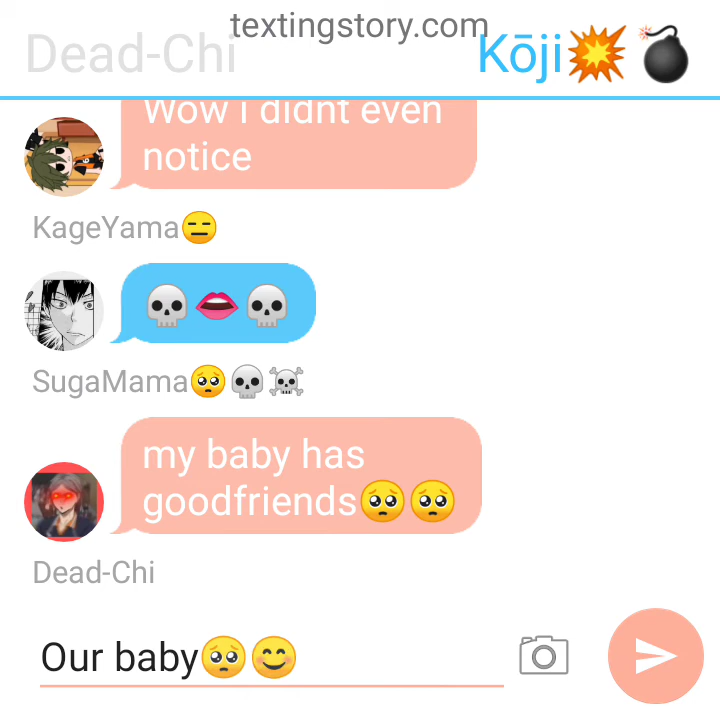 textingstory.com
Dead-Chi Kōji💥💣
Wow I didnt even
notice
KageYama😑
💀👄💀
SugaMama🥺💀☠
my baby has
goodfriends🥺🥺
Dead-Chi
Our baby🥺😊